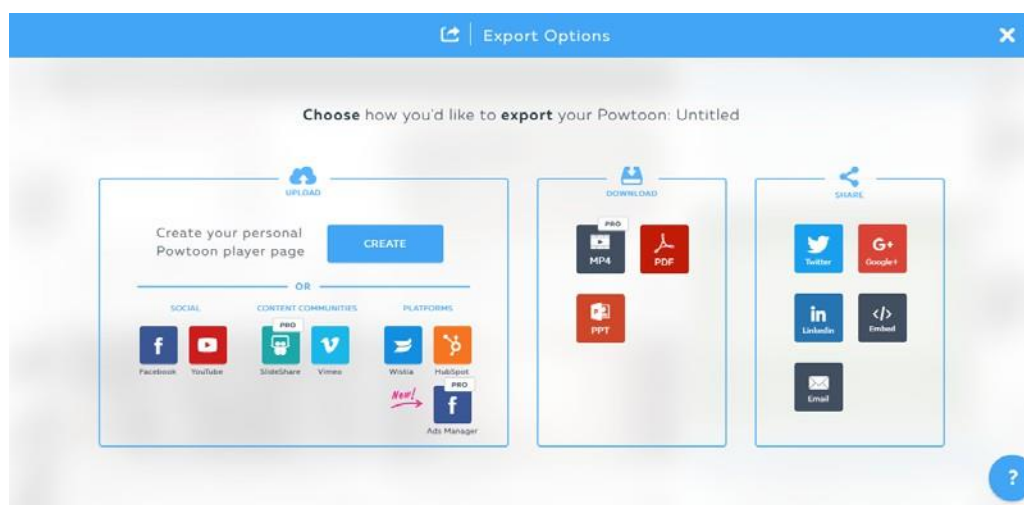 Export Options
Choose how you'd like to export your Powtoon: Untitled
UPLOAD
Create your personal
Powtoon player page
CREATE
OR
SOCIAL
CONTENT COMMUNITIES
PLATFORMS
PRO
Facebook
YouTube
SlideShare
Vimeo
Wistia
HubSpot
New!
PRO
Ads Manager
DOWNLOAD
PRO
MP4
PDF
PPT
SHARE
Twitter
G+
Google+
in
Linkedin
</>
Embed
Email
?